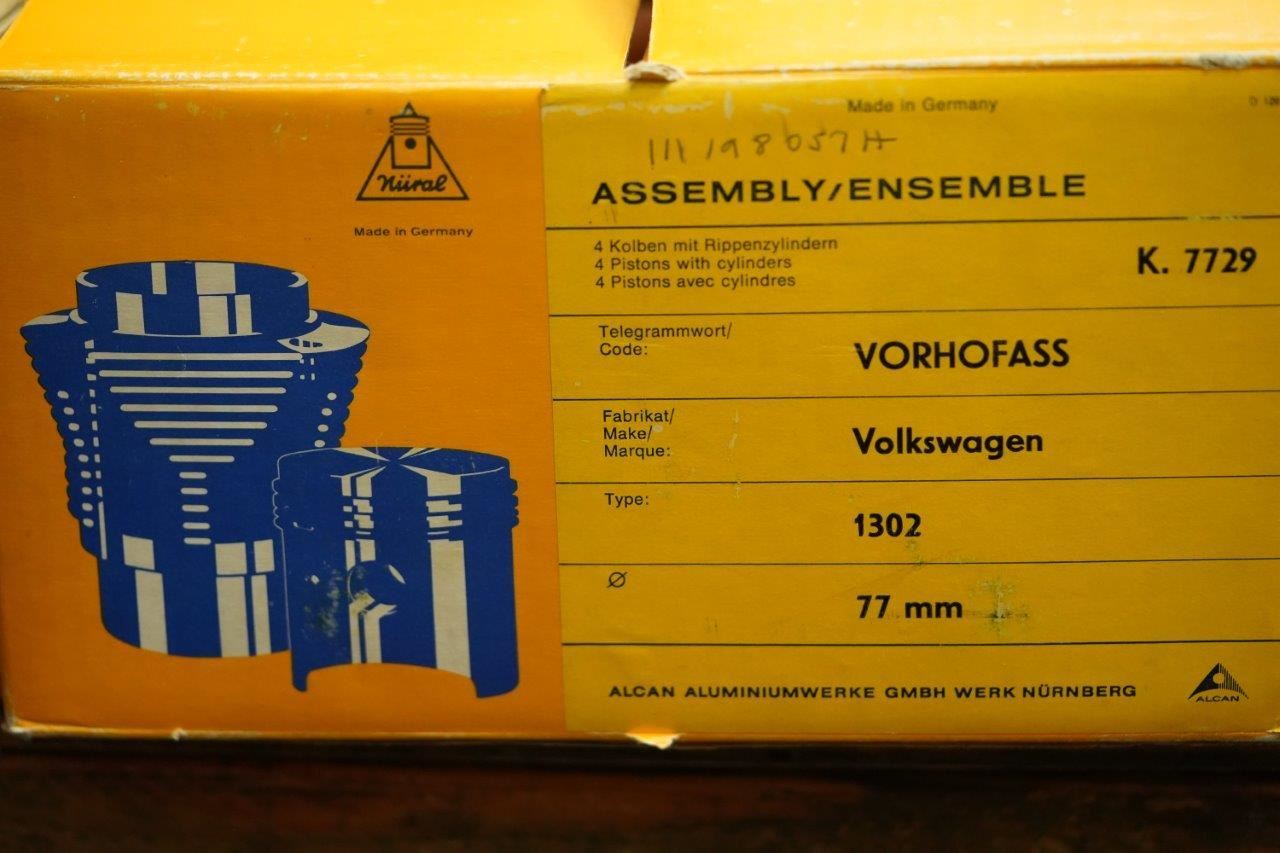 Nüral
Made in Germany
Made in Germany
111 198 057 A
ASSEMBLY/ENSEMBLE
4 Kolben mit Rippenzylindern
4 Pistons with cylinders
4 Pistons avec cylindres
K. 7729
Telegrammwort/
Code:
VORHOFASS
Fabrikat/
Make/
Marque:
Volkswagen
Type:
1302
Ø
77 mm
ALCAN ALUMINIUMWERKE GMBH WERK NÜRNBERG
ALCAN